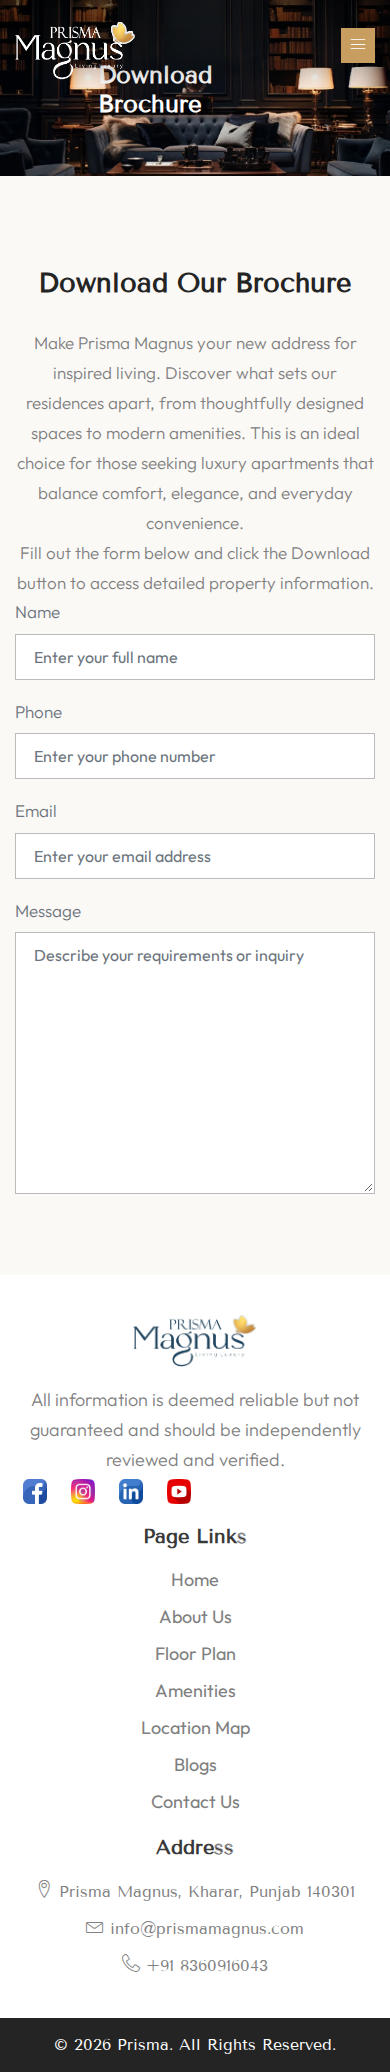 PRISMA
Magnus
Living Luxury
Download
Brochure
Download Our Brochure
Make Prisma Magnus your new address for
inspired living. Discover what sets our
residences apart, from thoughtfully designed
spaces to modern amenities. This is an ideal
choice for those seeking luxury apartments that
balance comfort, elegance, and everyday
convenience.
Fill out the form below and click the Download
button to access detailed property information.
Name
Enter your full name
Phone
Enter your phone number
Email
Enter your email address
Message
Describe your requirements or inquiry
PRISMA
Magnus
Living Luxury
All information is deemed reliable but not
guaranteed and should be independently
reviewed and verified.
Page Links
Home
About Us
Floor Plan
Amenities
Location Map
Blogs
Contact Us
Address
Prisma Magnus, Kharar, Punjab 140301
info@prismamagnus.com
+91 8360916043
© 2026 Prisma. All Rights Reserved.